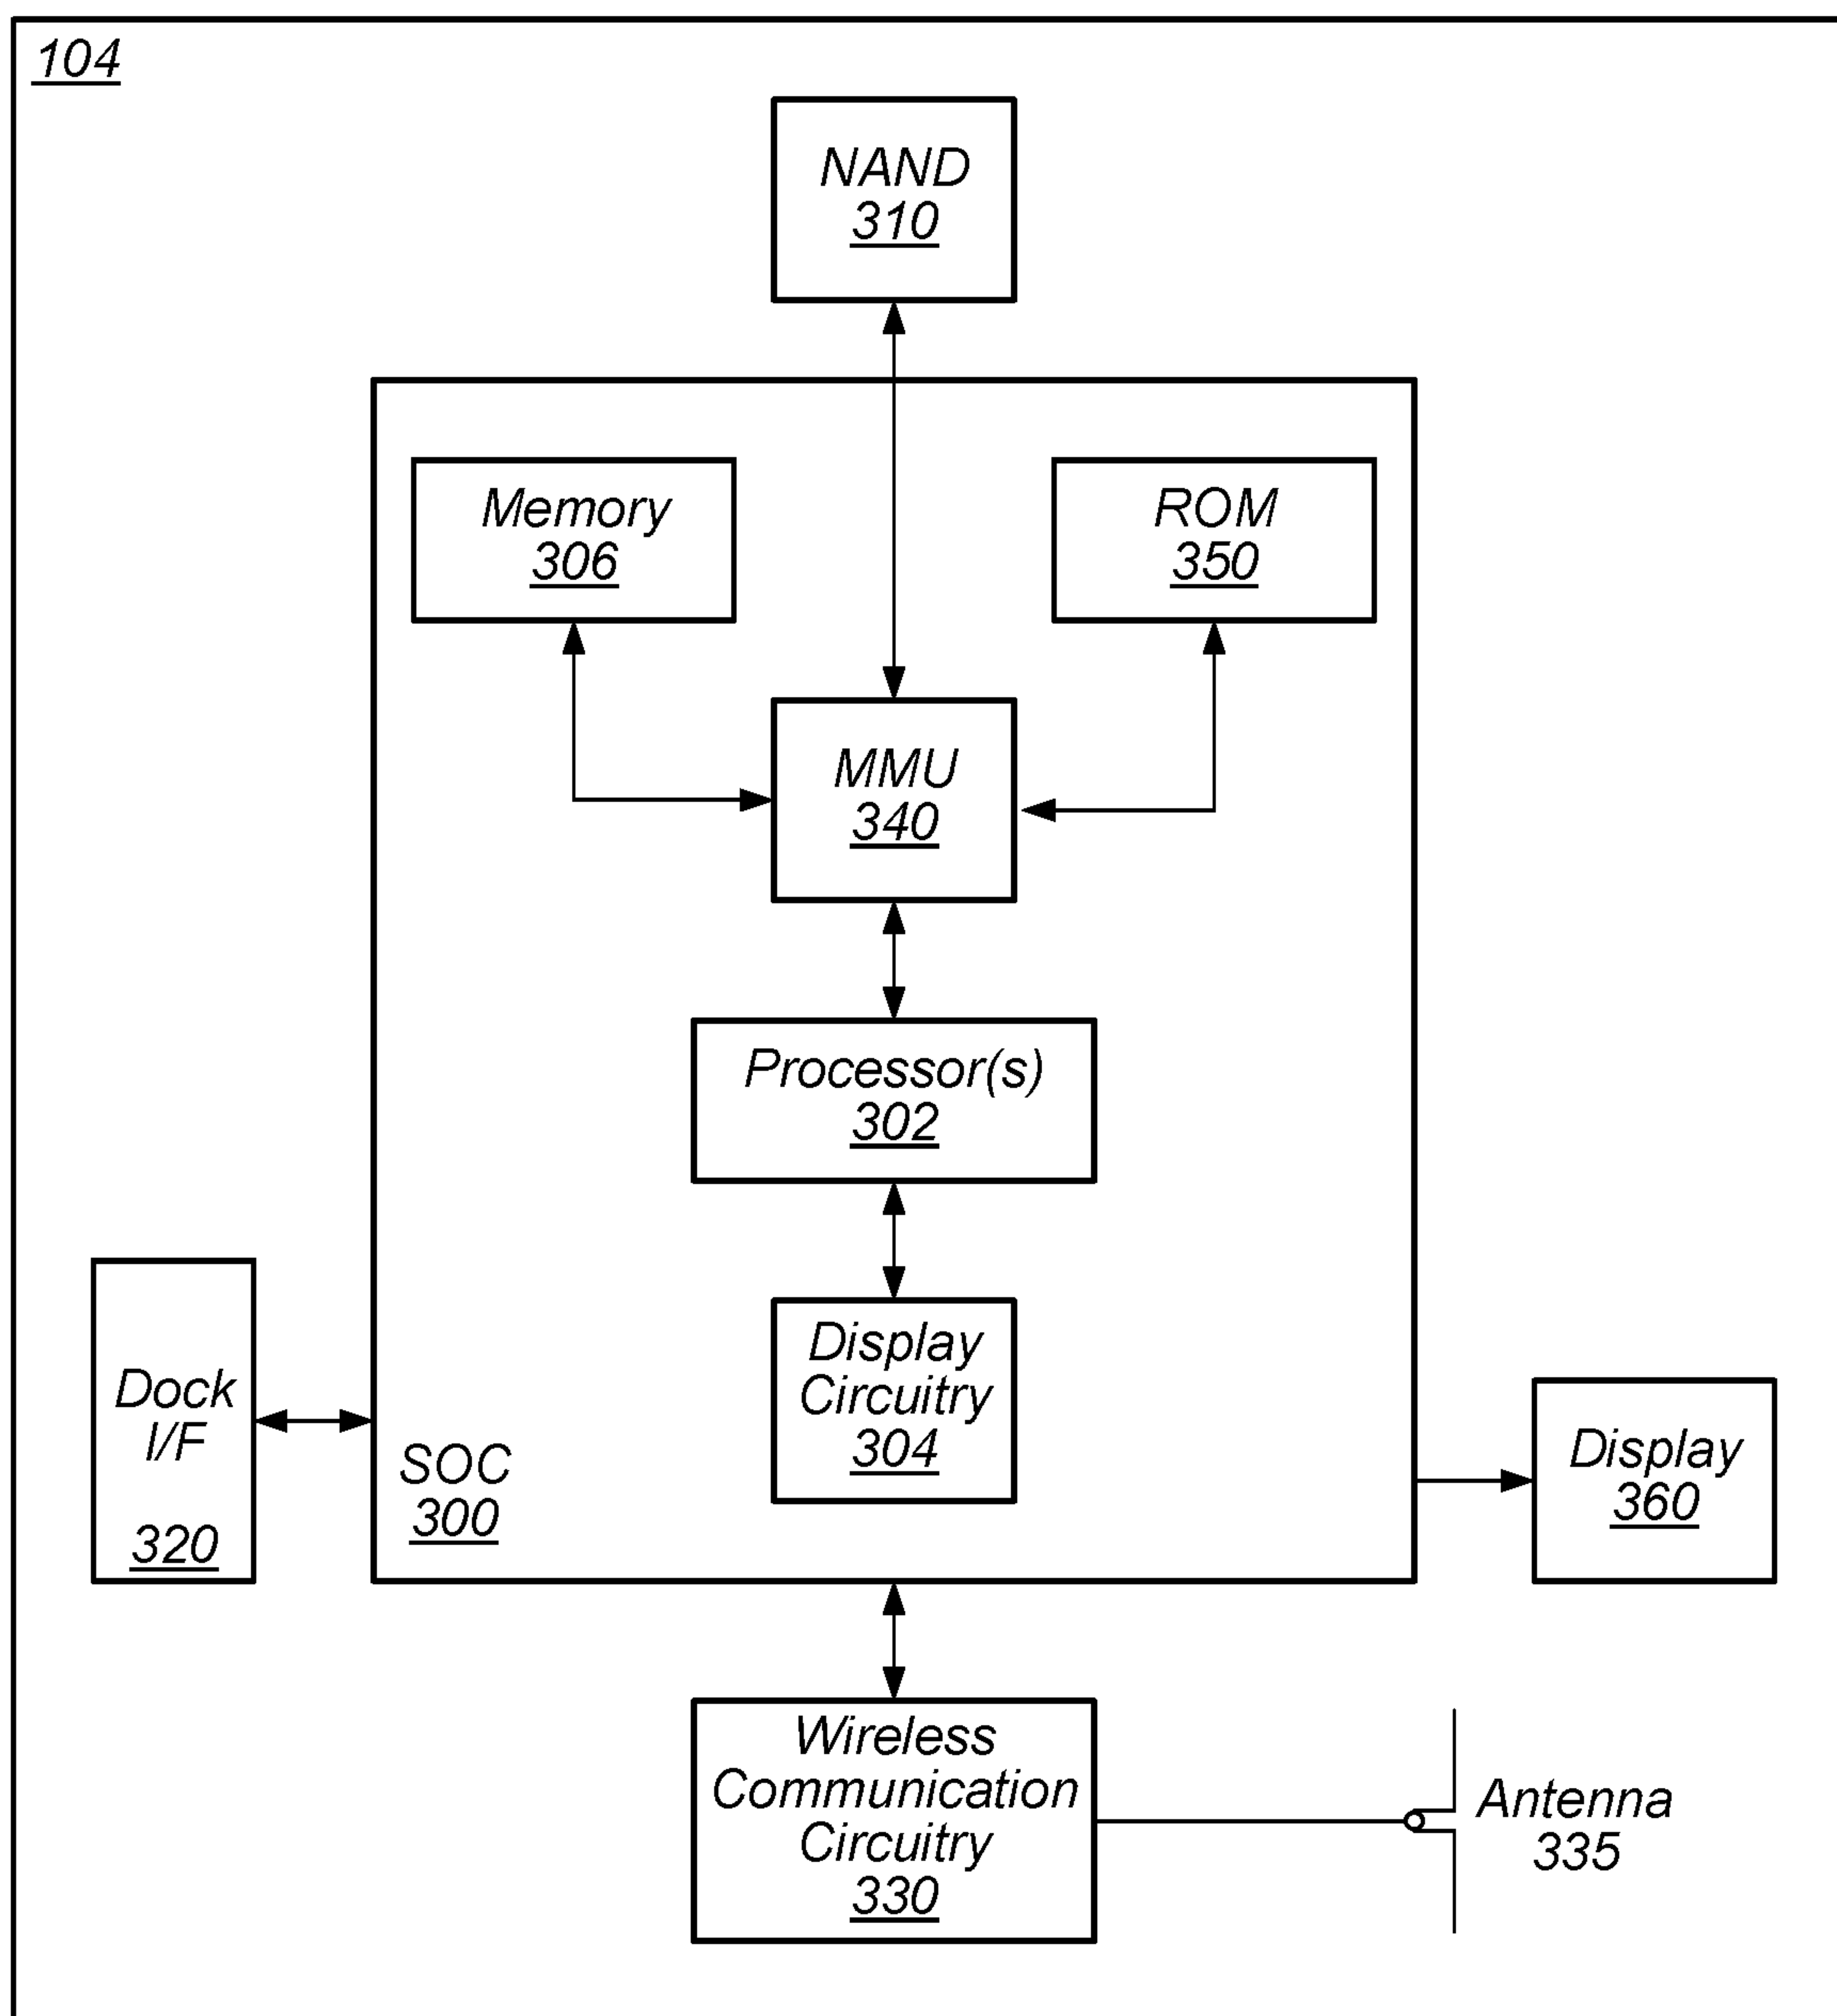 104
NAND
310
Memory
306
ROM
350
MMU
340
Processor(s)
302
Display
Circuitry
304
Dock
I/F
320
SOC
300
Display
360
Wireless
Communication
Circuitry
330
Antenna
335